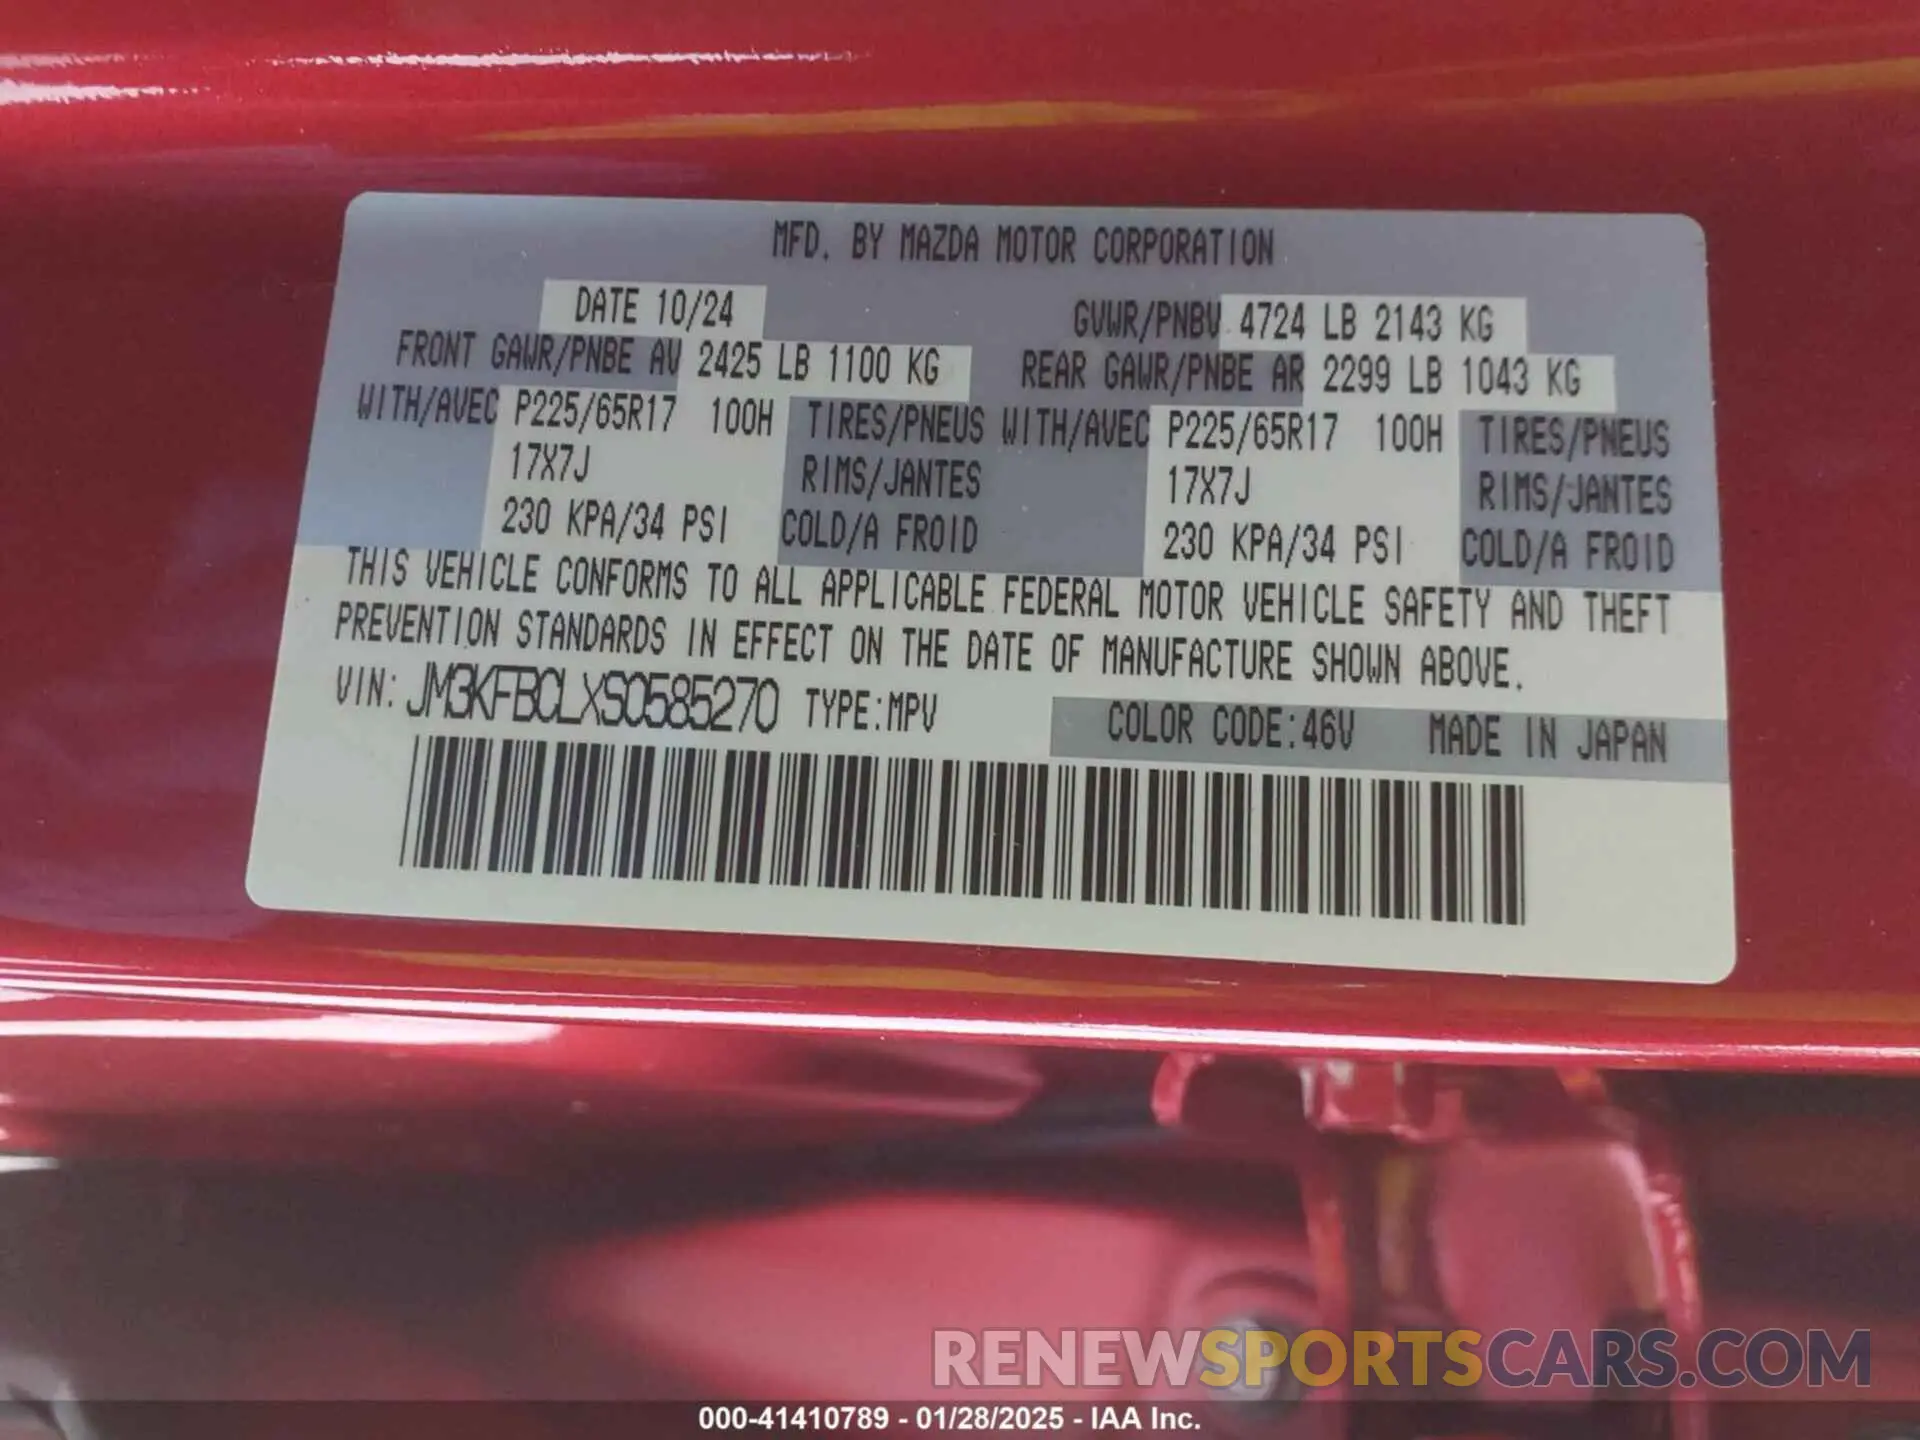 MFD. BY MAZDA MOTOR CORPORATION
DATE 10/24 GVWR/PNBV 4724 LB 2143 KG
FRONT GAWR/PNBE AV 2425 LB 1100 KG REAR GAWR/PNBE AR 2299 LB 1043 KG
WITH/AVEC P225/65R17 100H TIRES/PNEUS WITH/AVEC P225/65R17 100H TIRES/PNEUS
17X7J RIMS/JANTES 17X7J RIMS/JANTES
230 KPA/34 PSI COLD/A FROID 230 KPA/34 PSI COLD/A FROID
THIS VEHICLE CONFORMS TO ALL APPLICABLE FEDERAL MOTOR VEHICLE SAFETY AND THEFT
PREVENTION STANDARDS IN EFFECT ON THE DATE OF MANUFACTURE SHOWN ABOVE.
VIN: JM3KFBCLXS0585270 TYPE:MPV COLOR CODE:46V MADE IN JAPAN
RENEWSPORTSCARS.COM
000-41410789 - 01/28/2025 - IAA Inc.